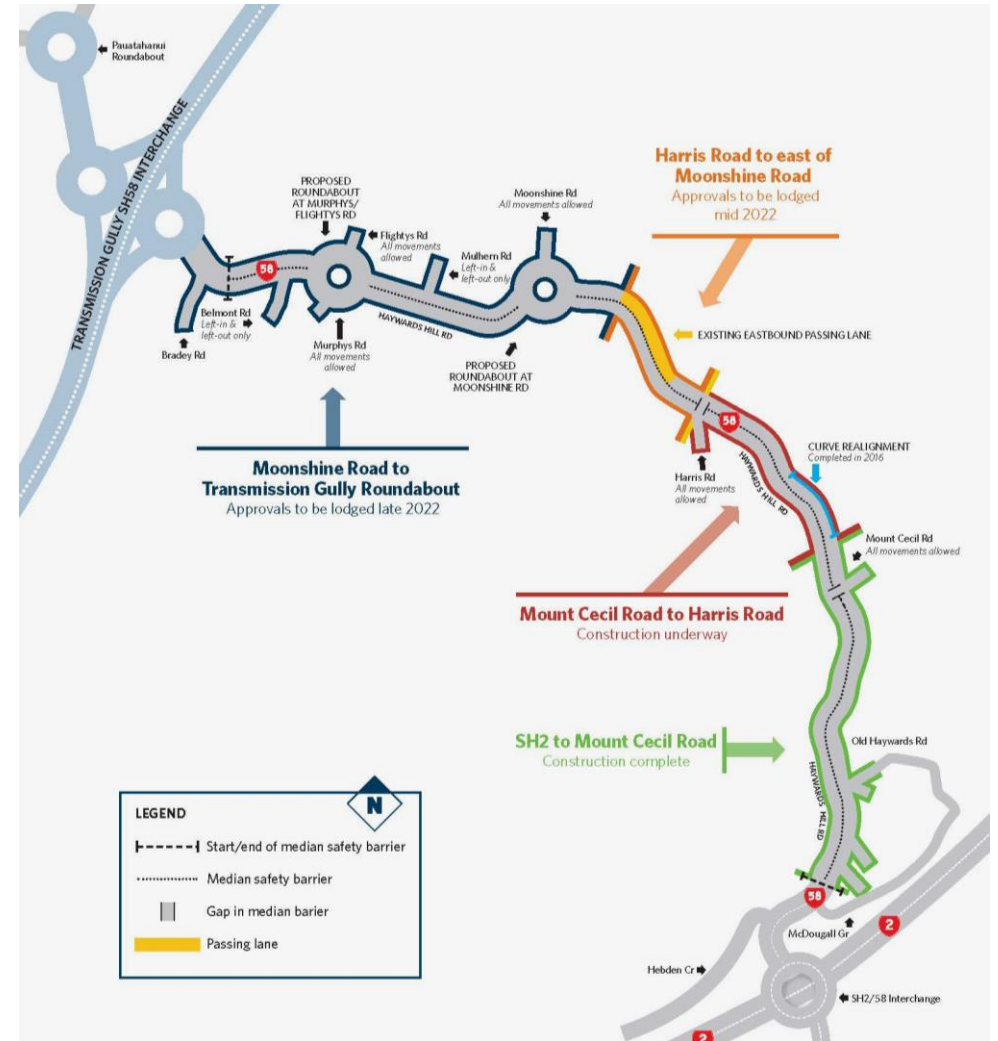 Pauatahanui
Roundabout
TRANSMISSION GULLY SH58 INTERCHANGE
PROPOSED
ROUNDABOUT
AT MURPHYS/
FLIGHTYS RD
Flightys Rd
All movements
allowed
Mulhern Rd
Left-in &
left-out only
Moonshine Rd
All movements allowed
Harris Road to east of
Moonshine Road
Approvals to be lodged
mid 2022
58
Belmont Rd
Left-in &
left-out only
Bradey Rd
Murphys Rd
All movements
allowed
HAYWARDS HILL RD
PROPOSED
ROUNDABOUT AT
MOONSHINE RD
EXISTING EASTBOUND PASSING LANE
Moonshine Road to
Transmission Gully Roundabout
Approvals to be lodged late 2022
58
HAYWARDS HILL RD
Harris Rd
All movements
allowed
CURVE REALIGNMENT
Completed in 2016
Mount Cecil Rd
All movements allowed
Mount Cecil Road to Harris Road
Construction underway
SH2 to Mount Cecil Road
Construction complete
Old Haywards Rd
HAYWARDS HILL RD
58
McDougall Gr
2
Hebden Cr
SH2/58 Interchange
2
N
LEGEND
Start/end of median safety barrier
Median safety barrier
Gap in median barier
Passing lane